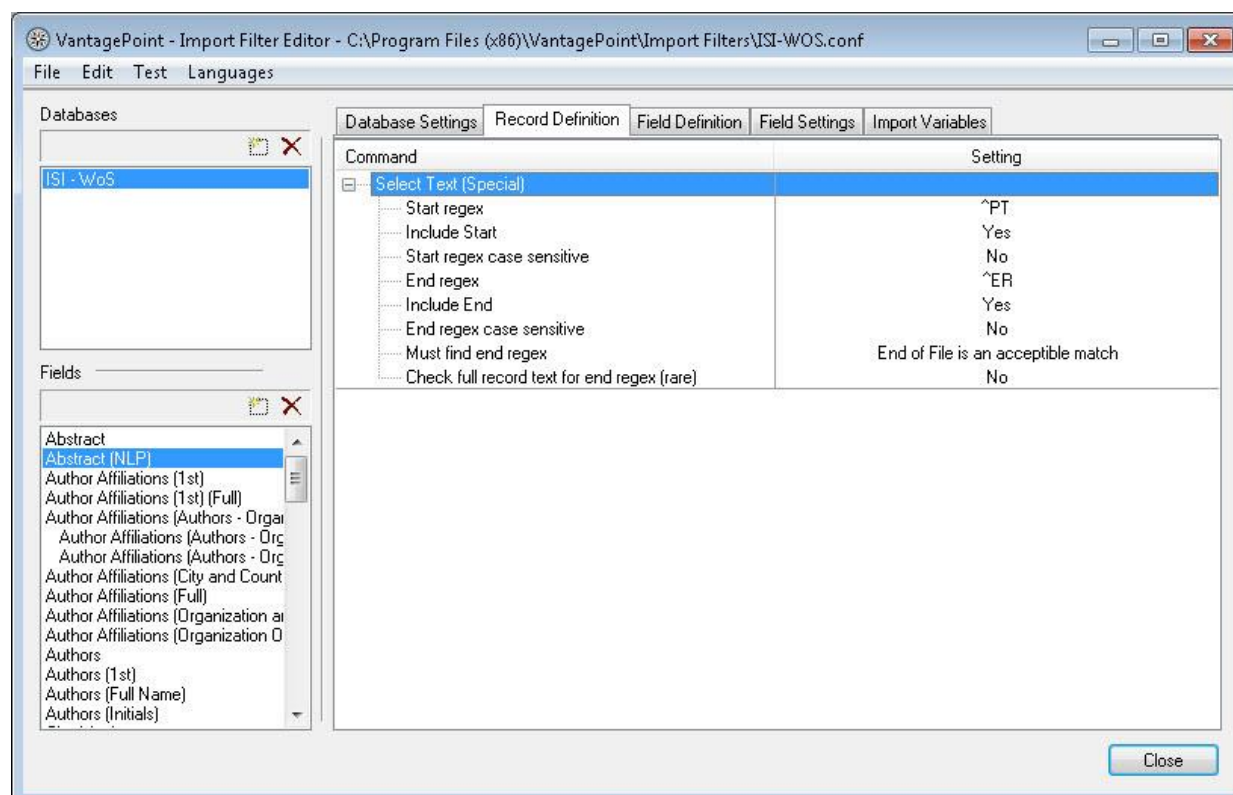 VantagePoint - Import Filter Editor - C:\Program Files (x86)\VantagePoint\Import Filters\ISI-WOS.conf
File Edit Test Languages
Databases
ISI - WoS
Fields
Abstract
Abstract (NLP)
Author Affiliations (1st)
Author Affiliations (1st) (Full)
Author Affiliations (Authors - Orgar
Author Affiliations (Authors - Org
Author Affiliations (Authors - Org
Author Affiliations (City and Count
Author Affiliations (Full)
Author Affiliations (Organization ar
Author Affiliations (Organization O
Authors
Authors (1st)
Authors (Full Name)
Authors (Initials)
Database Settings Record Definition Field Definition Field Settings Import Variables
Command Setting
Select Text (Special)
Start regex ^PT
Include Start Yes
Start regex case sensitive No
End regex ^ER
Include End Yes
End regex case sensitive No
Must find end regex End of File is an acceptible match
Check full record text for end regex (rare) No
Close